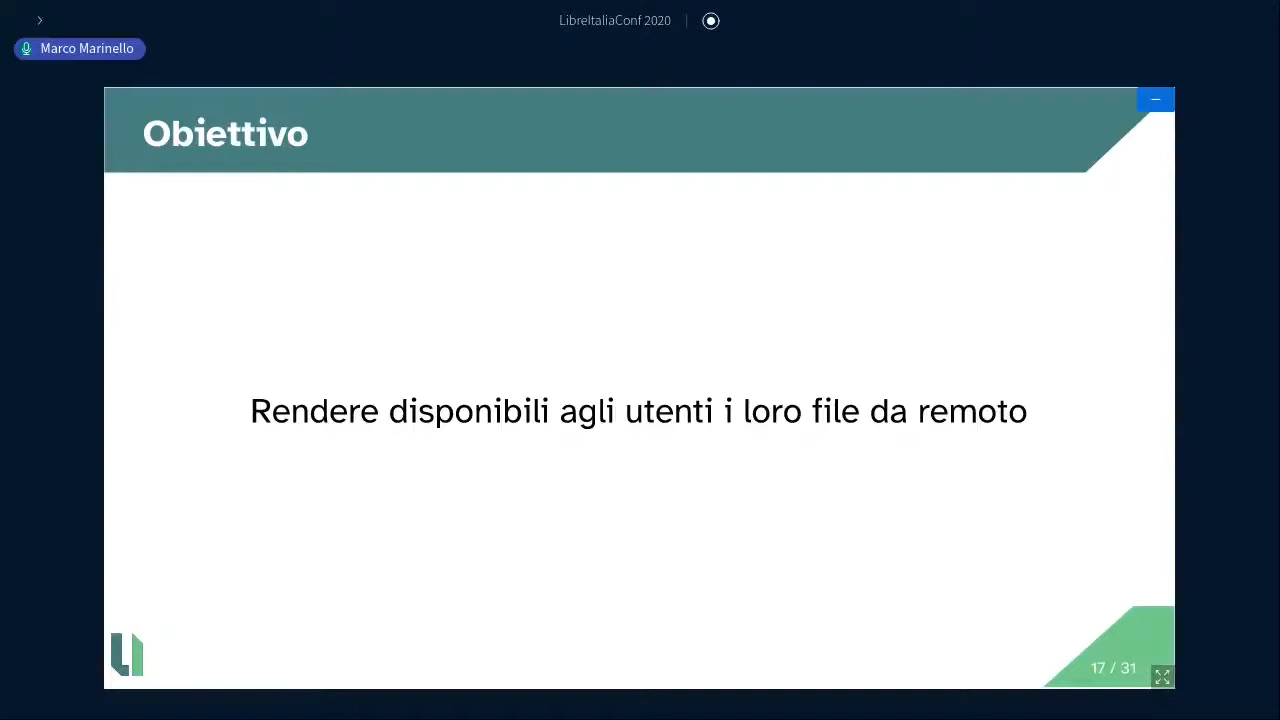 LibreItaliaConf 2020
Marco Marinello
Obiettivo
Rendere disponibili agli utenti i loro file da remoto
17 / 31